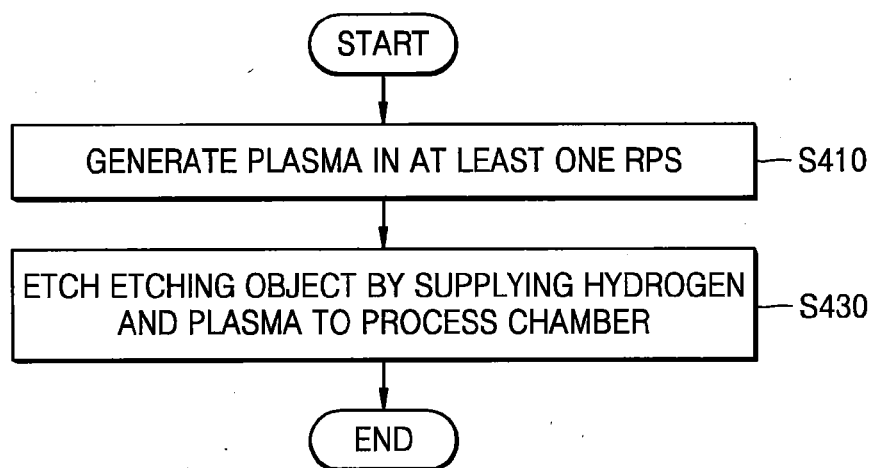 START
GENERATE PLASMA IN AT LEAST ONE RPS
S410
ETCH ETCHING OBJECT BY SUPPLYING HYDROGEN
AND PLASMA TO PROCESS CHAMBER
S430
END